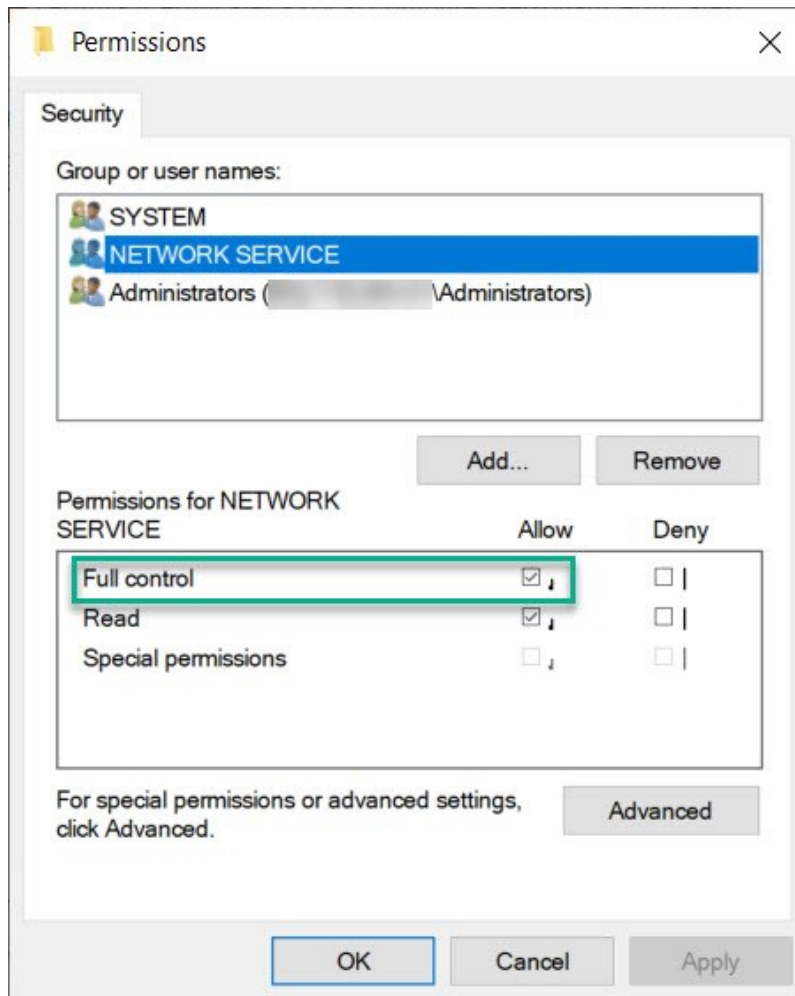 Permissions
Security
Group or user names:
SYSTEM
NETWORK SERVICE
Administrators ( \Administrators)
Add... Remove
Permissions for NETWORK
SERVICE Allow Deny
Full control
Read
Special permissions
For special permissions or advanced settings,
click Advanced.
Advanced
OK Cancel Apply